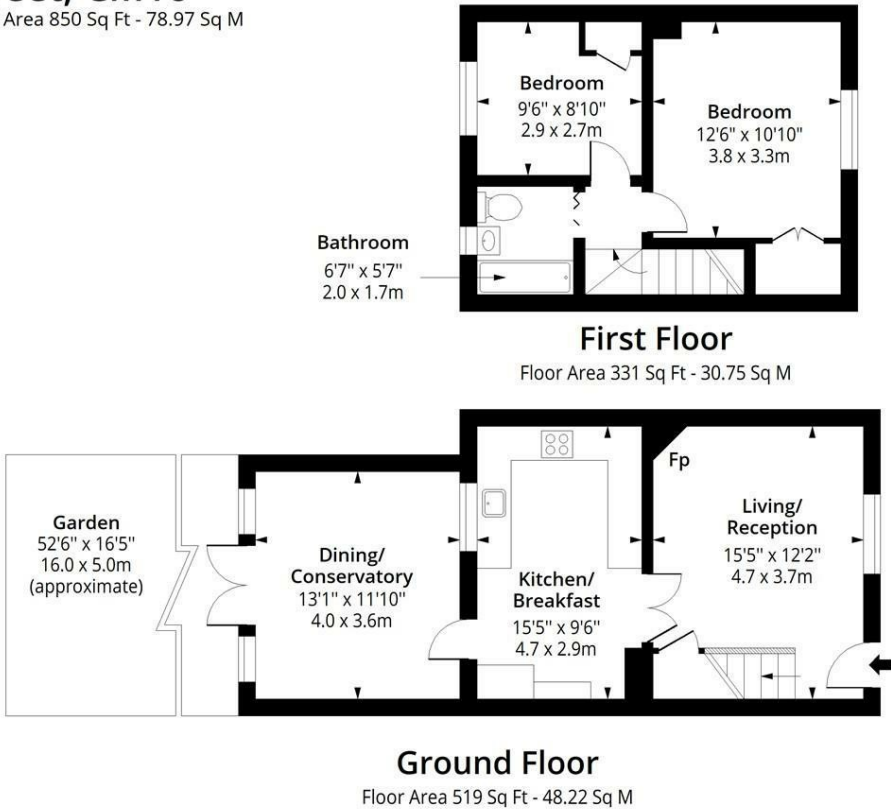 Area 850 Sq Ft - 78.97 Sq M
Bedroom
9'6" x 8'10"
2.9 x 2.7m
Bedroom
12'6" x 10'10"
3.8 x 3.3m
Bathroom
6'7" x 5'7"
2.0 x 1.7m
First Floor
Floor Area 331 Sq Ft - 30.75 Sq M
Garden
52'6" x 16'5"
16.0 x 5.0m
(approximate)
Dining/
Conservatory
13'1" x 11'10"
4.0 x 3.6m
Kitchen/
Breakfast
15'5" x 9'6"
4.7 x 2.9m
Fp
Living/
Reception
15'5" x 12'2"
4.7 x 3.7m
Ground Floor
Floor Area 519 Sq Ft - 48.22 Sq M